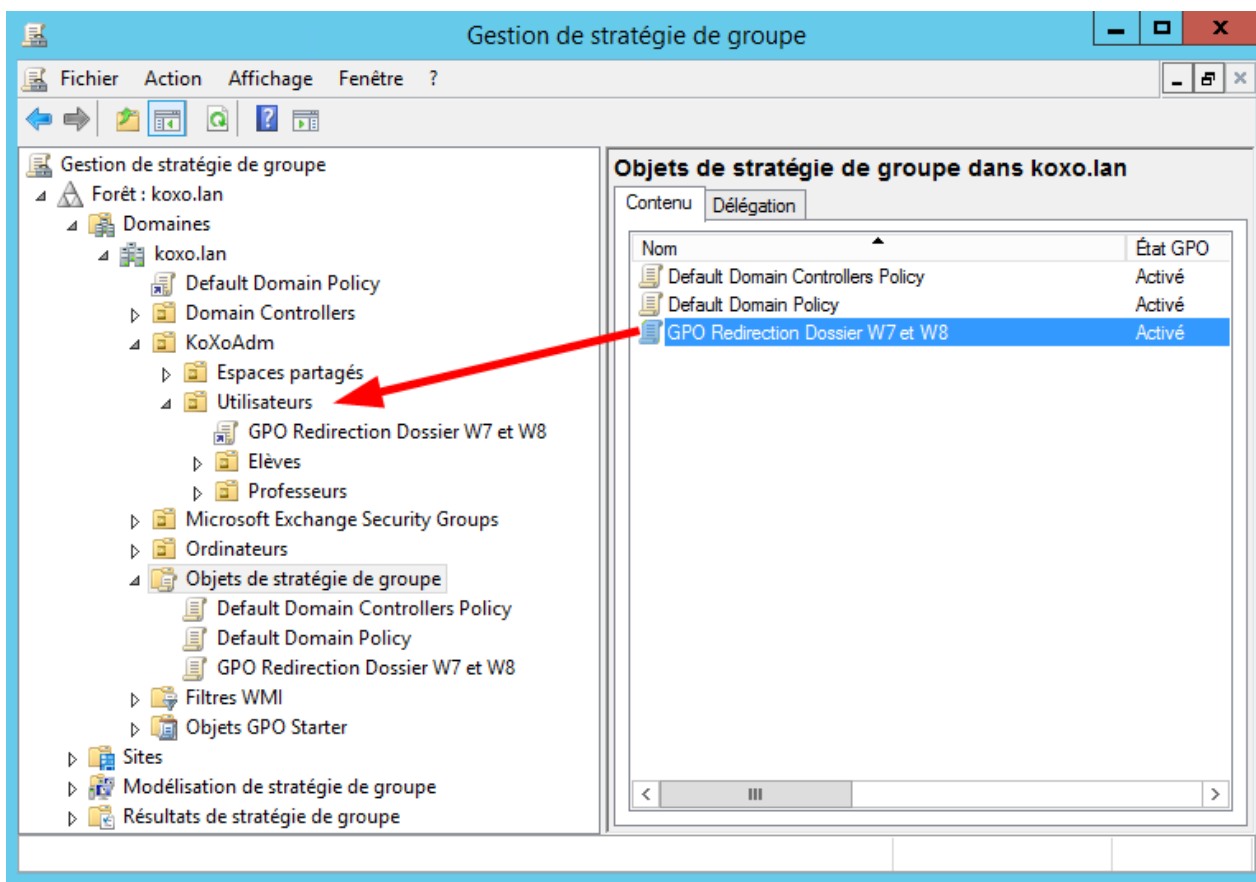 Gestion de stratégie de groupe
Fichier Action Affichage Fenêtre ?
Gestion de stratégie de groupe
Forêt : koxo.lan
Domaines
koxo.lan
Default Domain Policy
Domain Controllers
KoXoAdm
Espaces partagés
Utilisateurs
GPO Redirection Dossier W7 et W8
Elèves
Professeurs
Microsoft Exchange Security Groups
Ordinateurs
Objets de stratégie de groupe
Default Domain Controllers Policy
Default Domain Policy
GPO Redirection Dossier W7 et W8
Filtres WMI
Objets GPO Starter
Sites
Modélisation de stratégie de groupe
Résultats de stratégie de groupe
Objets de stratégie de groupe dans koxo.lan
Contenu Délégation
Nom État GPO
Default Domain Controllers Policy Activé
Default Domain Policy Activé
GPO Redirection Dossier W7 et W8 Activé